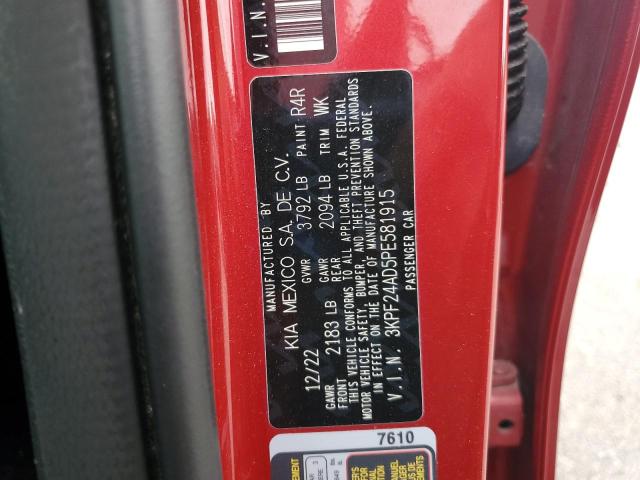 V.I.N.
MANUFACTURED BY
KIA MEXICO S.A. DE C.V.
12/22 GVWR 3792 LB PAINT R4R
GAWR FRONT 2183 LB GAWR REAR 2094 LB TRIM WK
THIS VEHICLE CONFORMS TO ALL APPLICABLE U.S.A. FEDERAL
MOTOR VEHICLE SAFETY, BUMPER, AND THEFT PREVENTION STANDARDS
IN EFFECT ON THE DATE OF MANUFACTURE SHOWN ABOVE.
V.I.N. 3KPF24AD5PE581915
PASSENGER CAR
7610